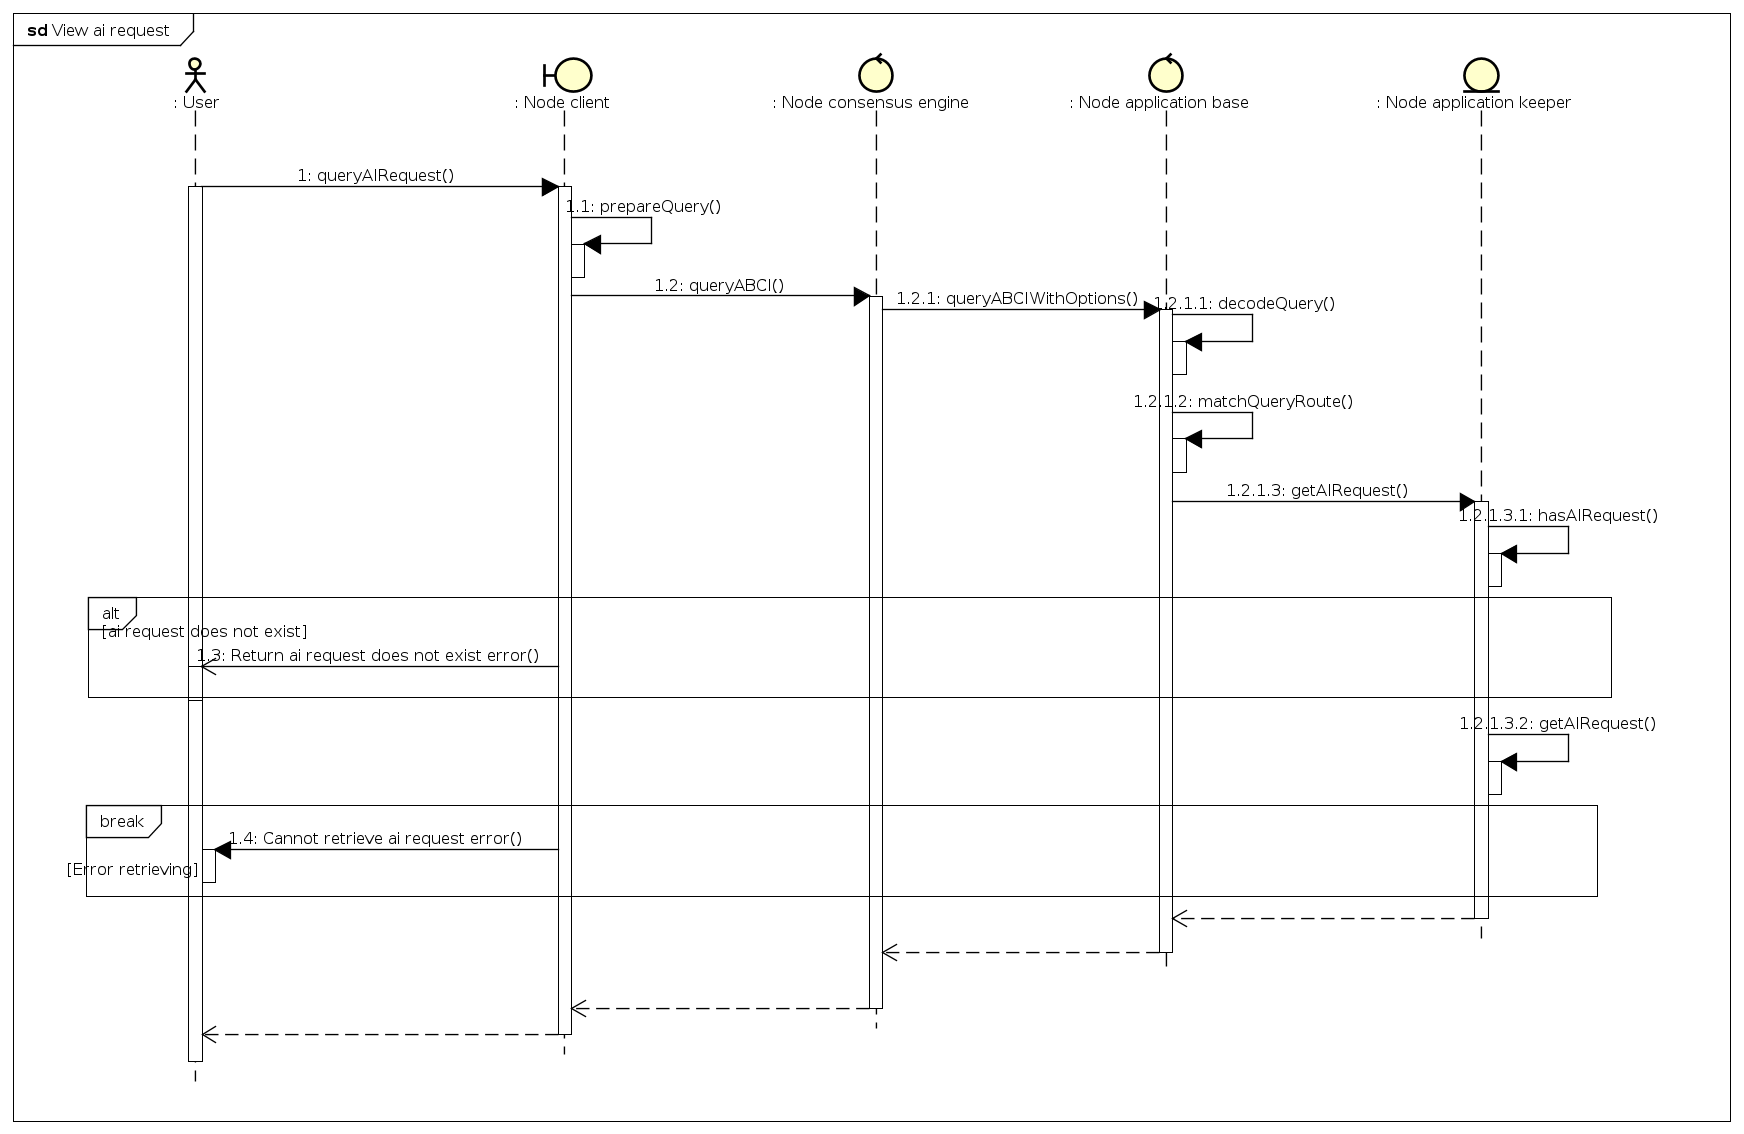 sd View ai request
: User
: Node client
: Node consensus engine
: Node application base
: Node application keeper
1: queryAIRequest()
1.1: prepareQuery()
1.2: queryABCI()
1.2.1: queryABCIWithOptions()
1.2.1.1: decodeQuery()
1.2.1.2: matchQueryRoute()
1.2.1.3: getAIRequest()
1.2.1.3.1: hasAIRequest()
alt
[ai request does not exist]
1.3: Return ai request does not exist error()
1.2.1.3.2: getAIRequest()
break
1.4: Cannot retrieve ai request error()
[Error retrieving]